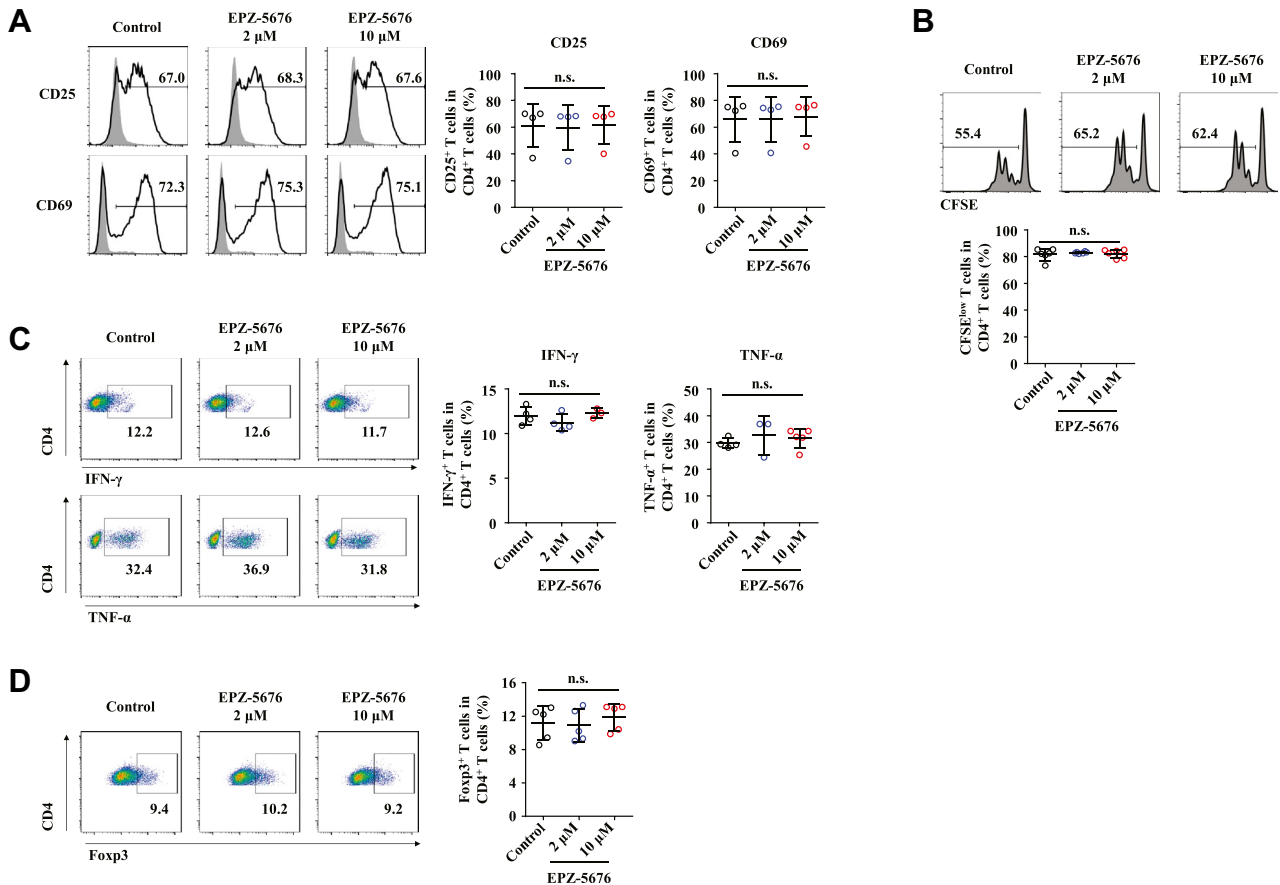 A
Control
EPZ-5676
2 µM
EPZ-5676
10 µM
CD25
67.0
68.3
67.6
CD69
72.3
75.3
75.1
CD25
n.s.
CD25+ T cells in
CD4+ T cells (%)
100
80
60
40
20
0
Control
2 µM
10 µM
EPZ-5676
CD69
n.s.
CD69+ T cells in
CD4+ T cells (%)
100
80
60
40
20
0
Control
2 µM
10 µM
EPZ-5676
B
Control
EPZ-5676
2 µM
EPZ-5676
10 µM
55.4
65.2
62.4
CFSE
n.s.
CFSElow T cells in
CD4+ T cells (%)
100
80
60
40
20
0
Control
2 µM
10 µM
EPZ-5676
C
Control
EPZ-5676
2 µM
EPZ-5676
10 µM
CD4
12.2
12.6
11.7
IFN-γ
CD4
32.4
36.9
31.8
TNF-α
IFN-γ
n.s.
IFN-γ+ T cells in
CD4+ T cells (%)
15
10
5
0
Control
2 µM
10 µM
EPZ-5676
TNF-α
n.s.
TNF-α+ T cells in
CD4+ T cells (%)
50
40
30
20
10
0
Control
2 µM
10 µM
EPZ-5676
D
Control
EPZ-5676
2 µM
EPZ-5676
10 µM
CD4
9.4
10.2
9.2
Foxp3
n.s.
Foxp3+ T cells in
CD4+ T cells (%)
16
12
8
4
0
Control
2 µM
10 µM
EPZ-5676